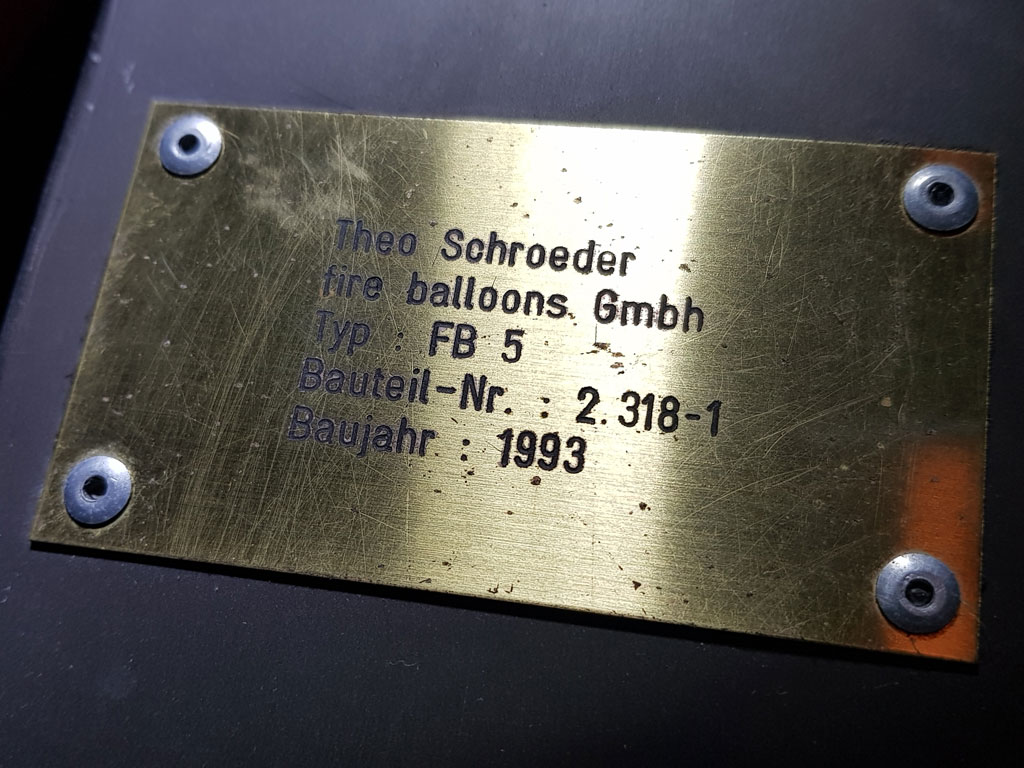 Theo Schroeder
fire balloons Gmbh
Typ : FB 5
Bauteil-Nr. : 2.318-1
Baujahr : 1993